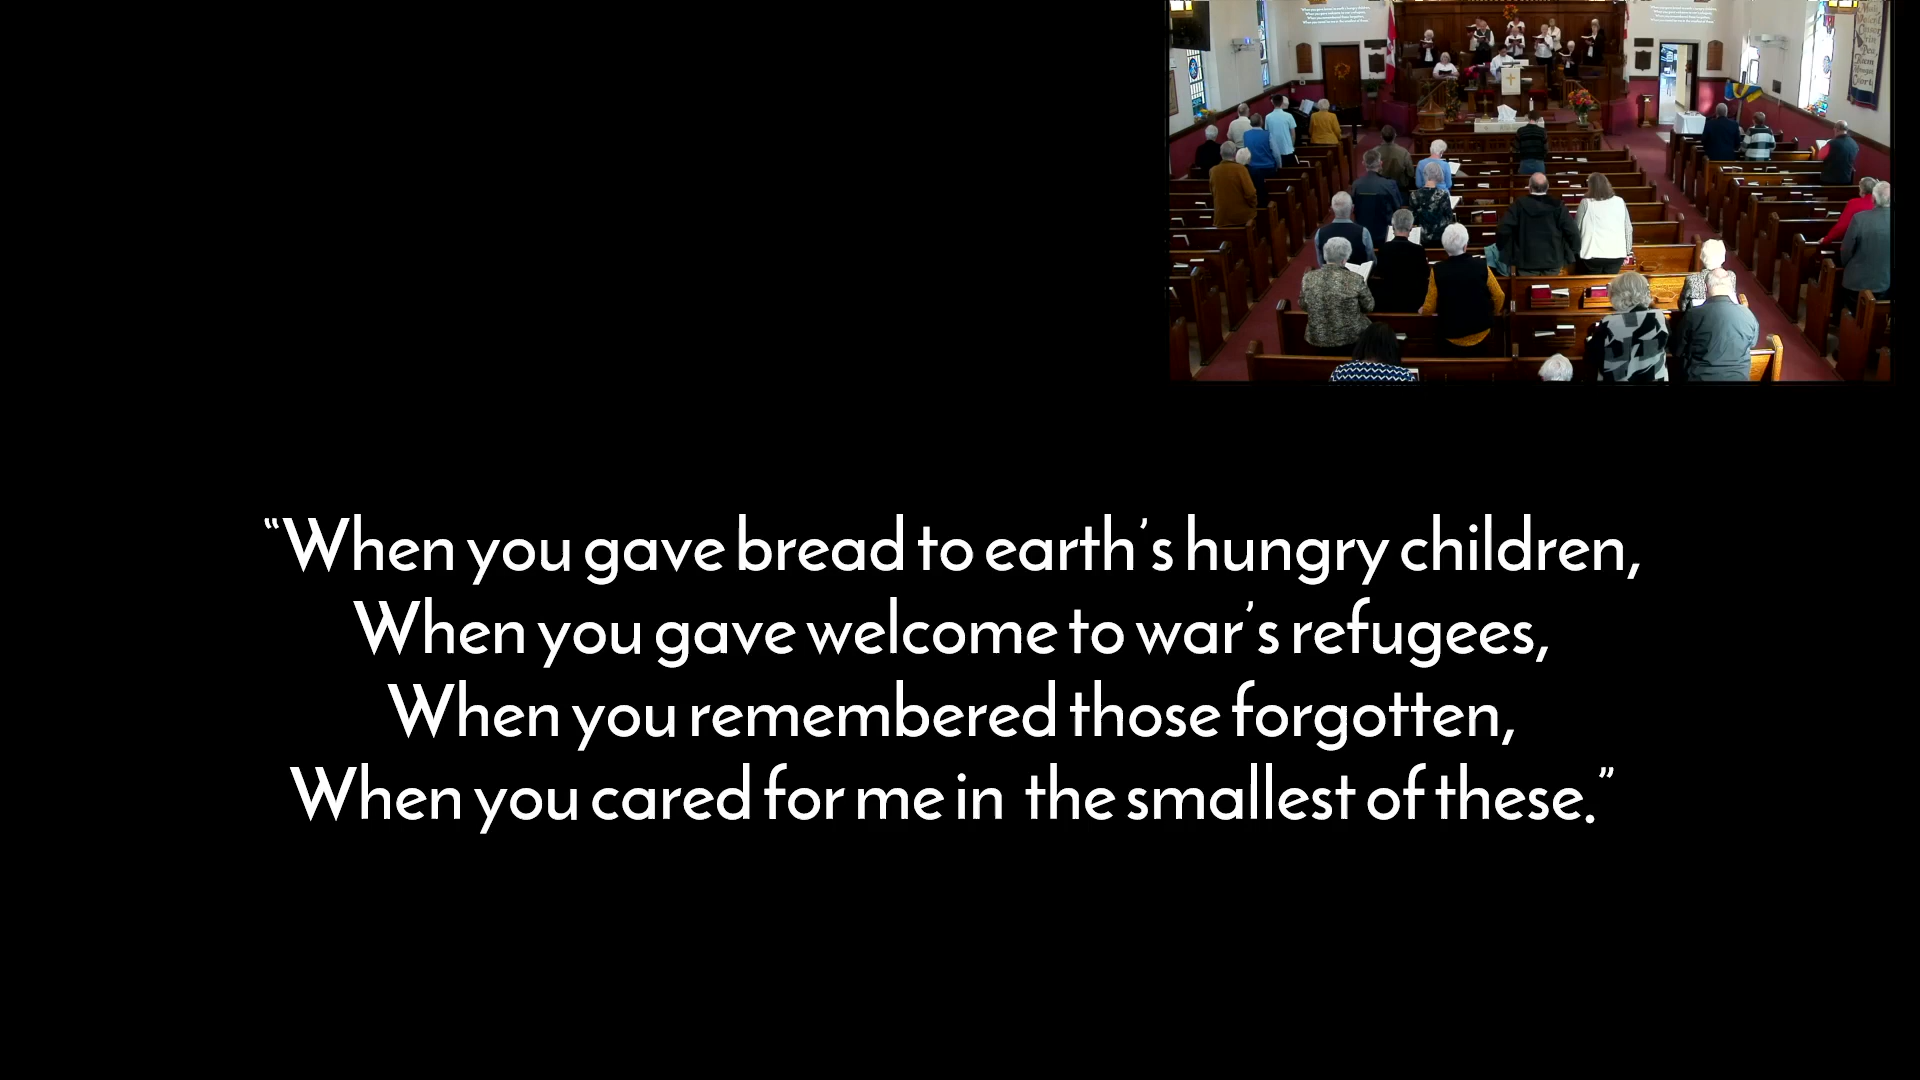 “When you gave bread to earth’s hungry children,
When you gave welcome to war’s refugees,
When you remembered those forgotten,
When you cared for me in the smallest of these.”